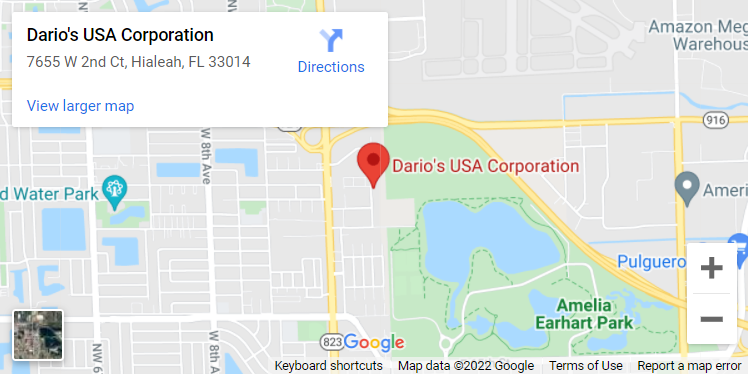 Dario's USA Corporation
7655 W 2nd Ct, Hialeah, FL 33014
Directions
View larger map
Amazon Meg
Warehous
916
W 8th Ave
Dario's USA Corporation
d Water Park
Ameri
Pulguero
Amelia
Earhart Park
NW 6
W 8th A
823
Google
Keyboard shortcuts
Map data ©2022 Google
Terms of Use
Report a map error